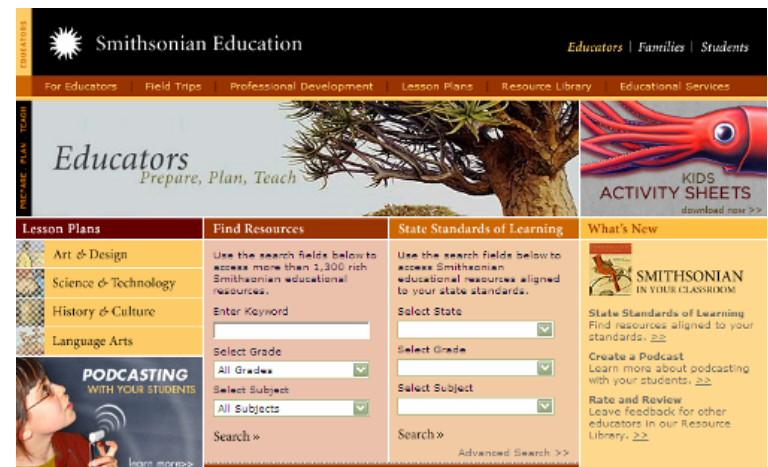 EDUCATORS
Smithsonian Education
Educators | Families | Students
For Educators | Field Trips | Professional Development | Lesson Plans | Resource Library | Educational Services
PREPARE PLAN TEACH
Educators
Prepare, Plan, Teach
KIDS
ACTIVITY SHEETS
download now >>
Lesson Plans
Art & Design
Science & Technology
History & Culture
Language Arts
PODCASTING
WITH YOUR STUDENTS
learn more>>
Find Resources
Use the search fields below to
access more than 1,300 rich
Smithsonian educational
resources.
Enter Keyword
Select Grade
All Grades
Select Subject
All Subjects
Search »
State Standards of Learning
Use the search fields below to
access Smithsonian
educational resources aligned
to your state standards.
Select State
Select Grade
Select Subject
Search »
Advanced Search >>
What's New
SMITHSONIAN
IN YOUR CLASSROOM
State Standards of Learning
Find resources aligned to your
standards. >>
Create a Podcast
Learn more about podcasting
with your students. >>
Rate and Review
Leave feedback for other
educators in our Resource
Library. >>